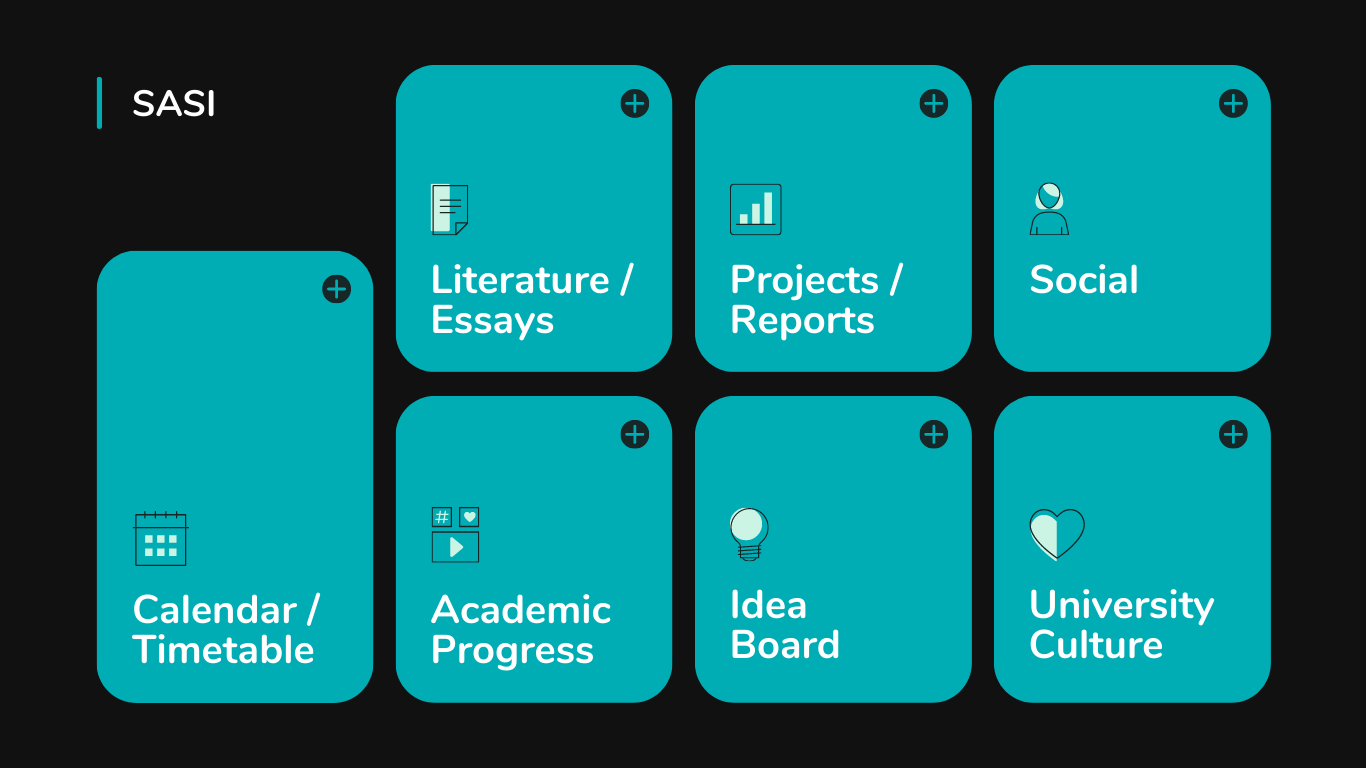 SASI
Literature /
Essays
Projects /
Reports
Social
Calendar /
Timetable
#
Academic
Progress
Idea
Board
University
Culture